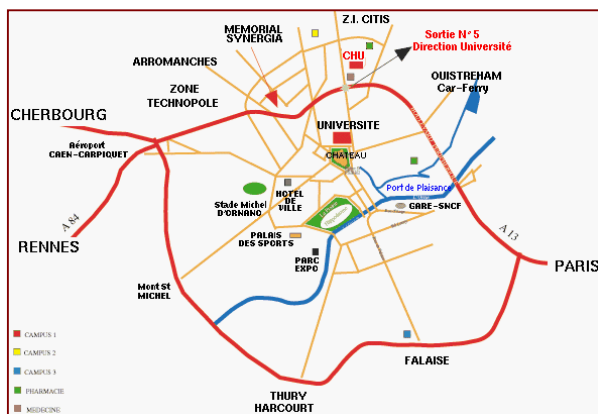 Z.I. CITIS
MEMORIAL
SYNERGIA
Sortie N° 5
Direction Université
CHU
ARROMANCHES
OUISTREHAM
Car-Ferry
ZONE
TECHNOPOLE
CHERBOURG
UNIVERSITE
Aéroport
CAEN-CARPIQUET
CHATEAU
Port de Plaisance
Stade Michel
D'ORNANO
HOTEL
DE
VILLE
GARE-SNCF
A 84
RENNES
PALAIS
DES SPORTS
A 13
PARC
EXPO
PARIS
Mont St
MICHEL
CAMPUS 1
CAMPUS 2
CAMPUS 3
PHARMACIE
MEDECINE
FALAISE
THURY
HARCOURT